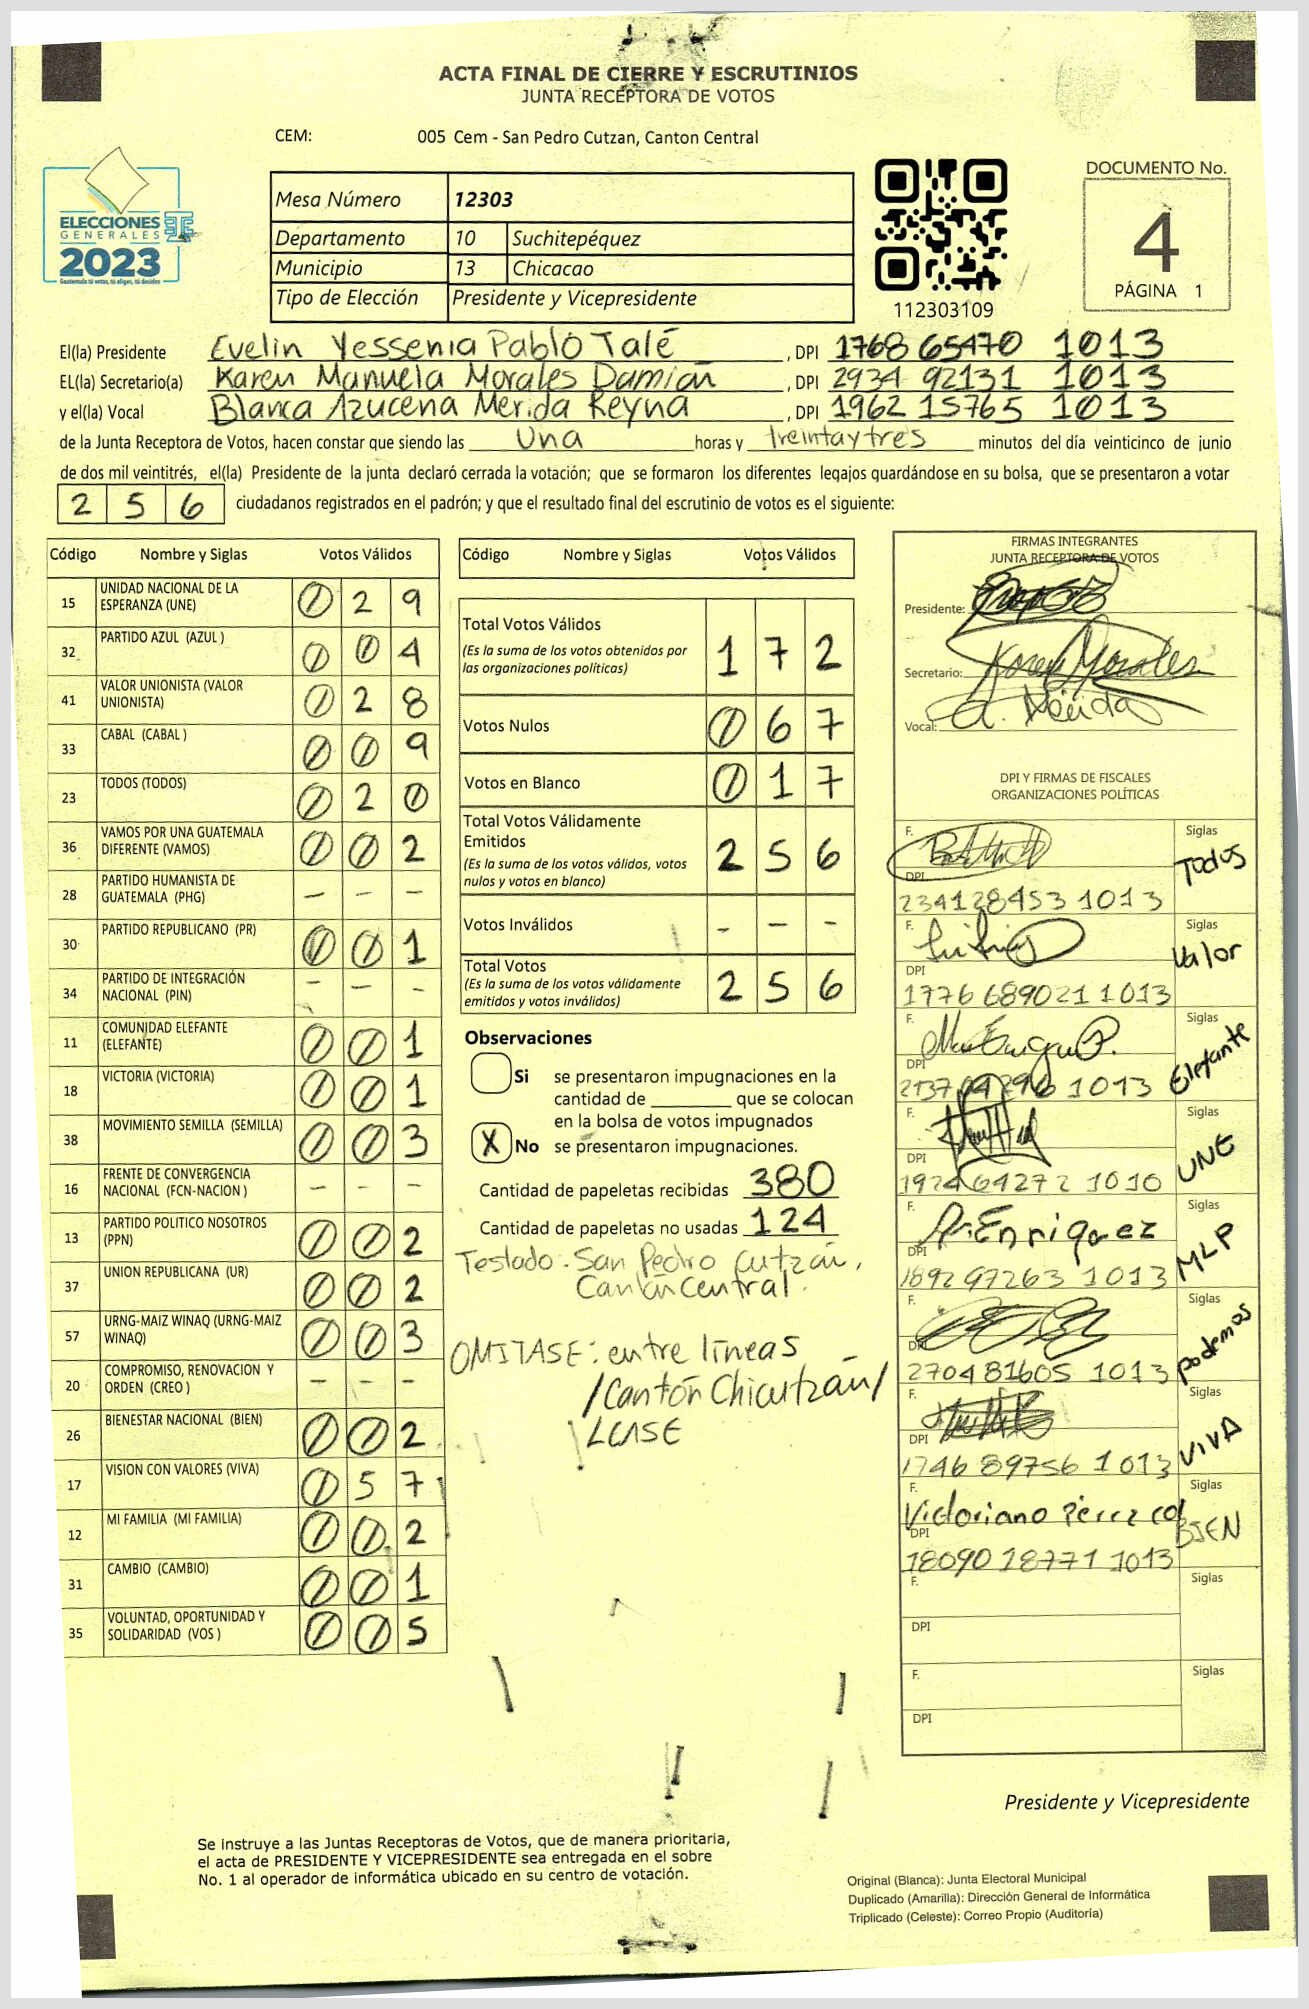 ACTA FINAL DE CIERRE Y ESCRUTINIOS
JUNTA RECEPTORA DE VOTOS
CEM: 005 Cem - San Pedro Cutzan, Canton Central
ELECCIONES
GENERALES
2023
Guatemala tú votas, tú eliges, tú decides
Mesa Número 12303
Departamento 10 Suchitepéquez
Municipio 13 Chicacao
Tipo de Elección Presidente y Vicepresidente
112303109
DOCUMENTO No.
4
PÁGINA 1
El(la) Presidente Evelin Yessenia Pablo Talé , DPI 1768 65470 1013
EL(la) Secretario(a) Karen Manuela Morales Damián , DPI 2934 92131 1013
y el(la) Vocal Blanca Azucena Merida Reyna , DPI 1962 15765 1013
de la Junta Receptora de Votos, hacen constar que siendo las Una horas y treintaytres minutos del día veinticinco de junio
de dos mil veintitrés, el(la) Presidente de la junta declaró cerrada la votación; que se formaron los diferentes legajos guardándose en su bolsa, que se presentaron a votar
2 5 6 ciudadanos registrados en el padrón; y que el resultado final del escrutinio de votos es el siguiente:
Código Nombre y Siglas Votos Válidos
15 UNIDAD NACIONAL DE LA ESPERANZA (UNE) 0 2 9
32 PARTIDO AZUL (AZUL ) 0 0 4
41 VALOR UNIONISTA (VALOR UNIONISTA) 0 2 8
33 CABAL (CABAL ) 0 0 9
23 TODOS (TODOS) 0 2 0
36 VAMOS POR UNA GUATEMALA DIFERENTE (VAMOS) 0 0 2
28 PARTIDO HUMANISTA DE GUATEMALA (PHG) - - -
30 PARTIDO REPUBLICANO (PR) 0 0 1
34 PARTIDO DE INTEGRACIÓN NACIONAL (PIN) - - -
11 COMUNIDAD ELEFANTE (ELEFANTE) 0 0 1
18 VICTORIA (VICTORIA) 0 0 1
38 MOVIMIENTO SEMILLA (SEMILLA) 0 0 3
16 FRENTE DE CONVERGENCIA NACIONAL (FCN-NACION ) - - -
13 PARTIDO POLITICO NOSOTROS (PPN) 0 0 2
37 UNION REPUBLICANA (UR) 0 0 2
57 URNG-MAIZ WINAQ (URNG-MAIZ WINAQ) 0 0 3
20 COMPROMISO, RENOVACION Y ORDEN (CREO ) - - -
26 BIENESTAR NACIONAL (BIEN) 0 0 2
17 VISION CON VALORES (VIVA) 0 5 7
12 MI FAMILIA (MI FAMILIA) 0 0 2
31 CAMBIO (CAMBIO) 0 0 1
35 VOLUNTAD, OPORTUNIDAD Y SOLIDARIDAD (VOS ) 0 0 5
Código Nombre y Siglas Votos Válidos
Total Votos Válidos 1 7 2
(Es la suma de los votos obtenidos por
las organizaciones políticas)
Votos Nulos 0 6 7
Votos en Blanco 0 1 7
Total Votos Válidamente
Emitidos 2 5 6
(Es la suma de los votos válidos, votos
nulos y votos en blanco)
Votos Inválidos - - -
Total Votos 2 5 6
(Es la suma de los votos válidamente
emitidos y votos inválidos)
Observaciones
Si se presentaron impugnaciones en la
cantidad de ________ que se colocan
en la bolsa de votos impugnados
X No se presentaron impugnaciones.
Cantidad de papeletas recibidas 380
Cantidad de papeletas no usadas 124
Testado: San Pedro Cutzán,
Cantón Central.
OMITASE: entre líneas
/Cantón Chicutzán/
LEASE
FIRMAS INTEGRANTES
JUNTA RECEPTORA DE VOTOS
Presidente:
Secretario: Karen Morales
Vocal: a. Mérida
DPI Y FIRMAS DE FISCALES
ORGANIZACIONES POLÍTICAS
F. Siglas Todos
DPI 234128453 1013
F. Siglas Valor
DPI 1776 689021 1013
F. Siglas Elefante
DPI 2137 04296 1013
F. Siglas UNE
DPI 1924 64272 1010
F. Enriquez Siglas MLP
DPI 1892 97263 1013
F. Siglas podemos
DPI 270481605 1013
F. Siglas VIVA
DPI 1746 89756 1013
F. Victoriano Pérez Col Siglas BIEN
DPI 18090 18771 1013
F. Siglas
DPI
F. Siglas
DPI
Presidente y Vicepresidente
Se instruye a las Juntas Receptoras de Votos, que de manera prioritaria,
el acta de PRESIDENTE Y VICEPRESIDENTE sea entregada en el sobre
No. 1 al operador de informática ubicado en su centro de votación.
Original (Blanca): Junta Electoral Municipal
Duplicado (Amarilla): Dirección General de Informática
Triplicado (Celeste): Correo Propio (Auditoría)